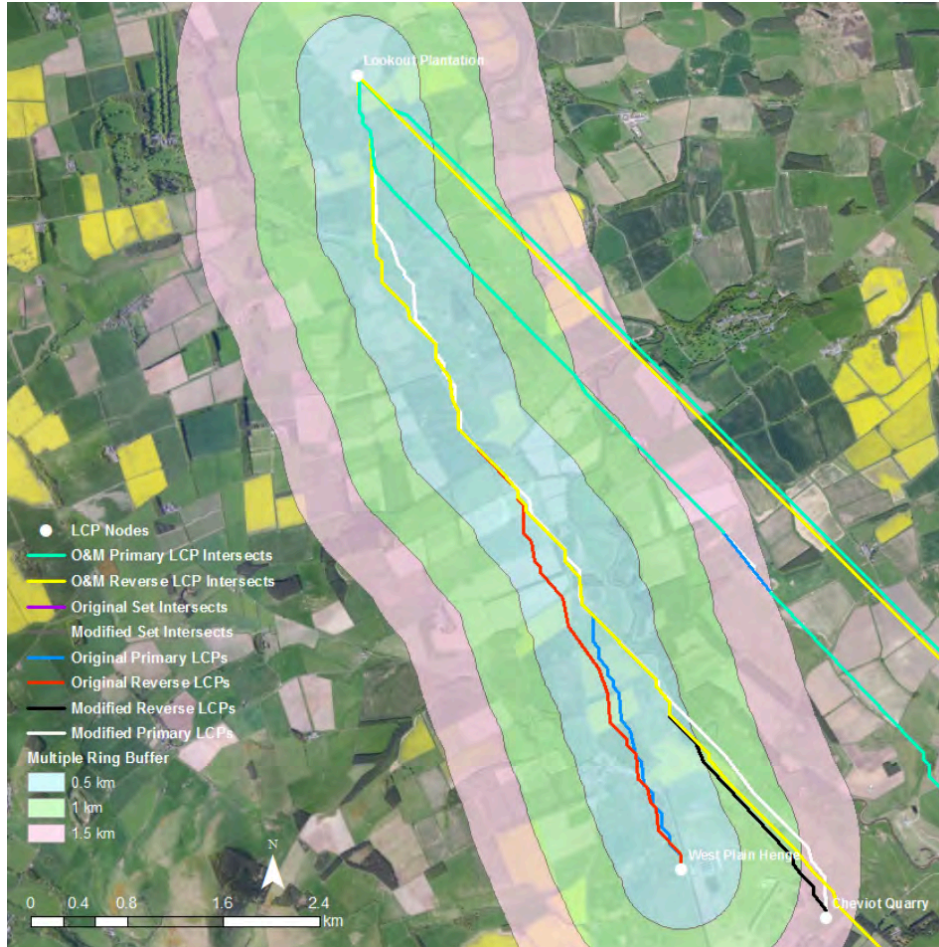 Lookout Plantation
LCP Nodes
O&M Primary LCP Intersects
O&M Reverse LCP Intersects
Original Set Intersects
Modified Set Intersects
Original Primary LCPs
Original Reverse LCPs
Modified Reverse LCPs
Modified Primary LCPs
Multiple Ring Buffer
0.5 km
1 km
1.5 km
N
West Plain Henge
Cheviot Quarry
0 0.4 0.8 1.6 2.4
km